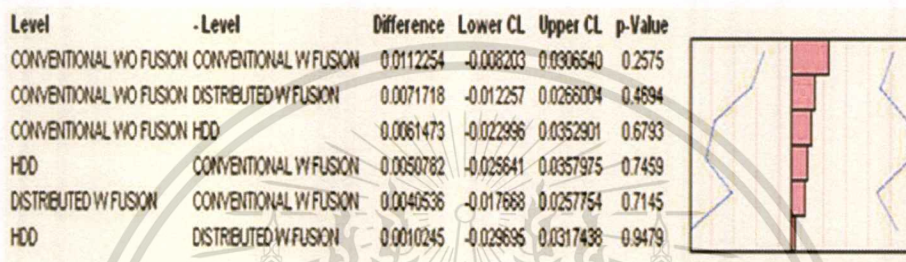 Level - Level Difference Lower CL Upper CL p-Value
CONVENTIONAL WO FUSION CONVENTIONAL W FUSION 0.0112254 -0.008203 0.0306540 0.2575
CONVENTIONAL WO FUSION DISTRIBUTED W FUSION 0.0071718 -0.012257 0.0266004 0.4694
CONVENTIONAL WO FUSION HDD 0.0061473 -0.022996 0.0352901 0.6793
HDD CONVENTIONAL W FUSION 0.0050782 -0.025641 0.0357975 0.7459
DISTRIBUTED W FUSION CONVENTIONAL W FUSION 0.0040536 -0.017668 0.0257754 0.7145
HDD DISTRIBUTED W FUSION 0.0010245 -0.029695 0.0317438 0.9479